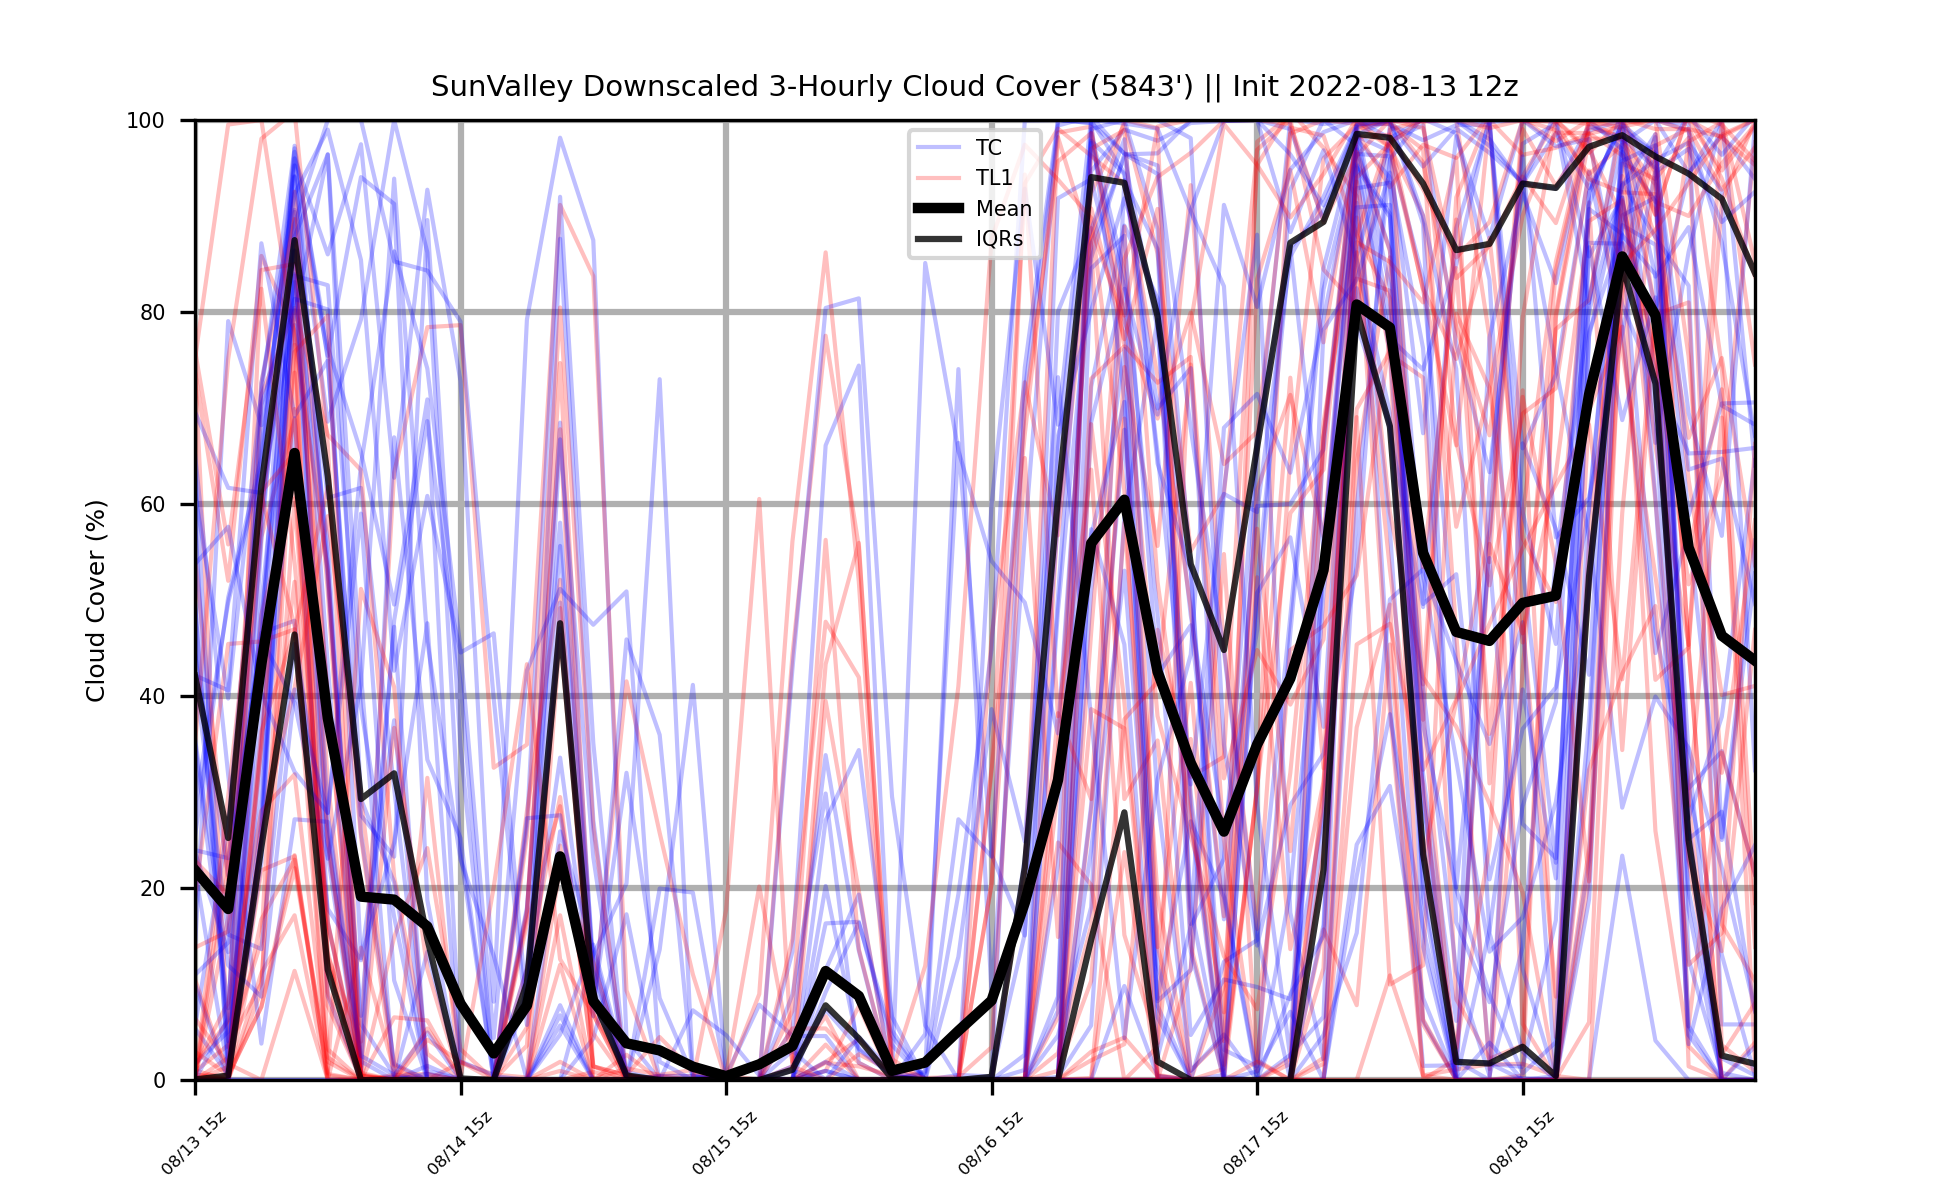 SunValley Downscaled 3-Hourly Cloud Cover (5843') || Init 2022-08-13 12z
100
80
60
40
20
0
Cloud Cover (%)
TC
TL1
Mean
IQRs
08/13 15z
08/14 15z
08/15 15z
08/16 15z
08/17 15z
08/18 15z